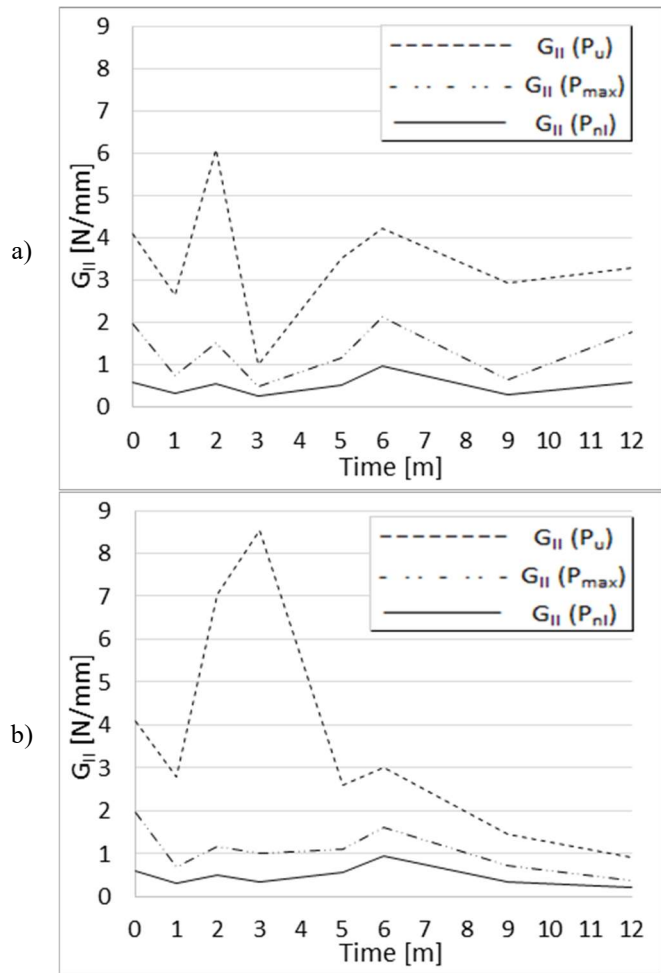 a)
G_II [N/mm]
9
8
7
6
5
4
3
2
1
0
G_II (P_u)
G_II (P_max)
G_II (P_nl)
0 1 2 3 4 5 6 7 8 9 10 11 12
Time [m]
b)
G_II [N/mm]
9
8
7
6
5
4
3
2
1
0
G_II (P_u)
G_II (P_max)
G_II (P_nl)
0 1 2 3 4 5 6 7 8 9 10 11 12
Time [m]